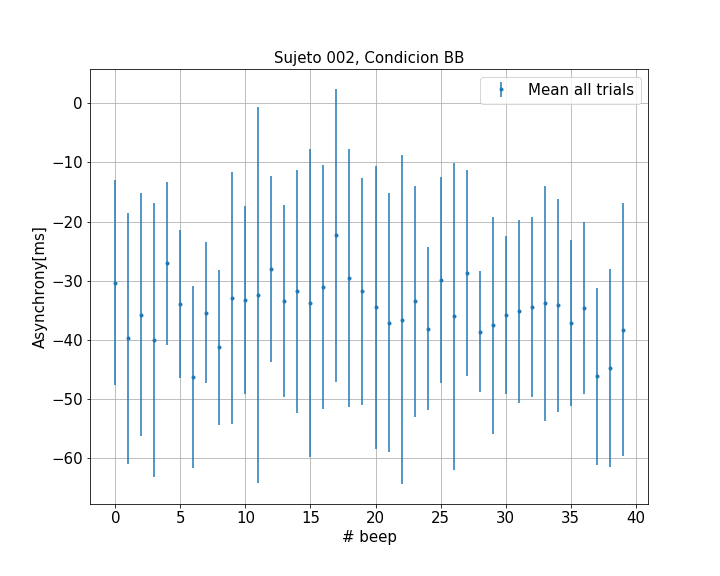 Sujeto 002, Condicion BB
Mean all trials
Asynchrony[ms]
0
−10
−20
−30
−40
−50
−60
0 5 10 15 20 25 30 35 40
# beep